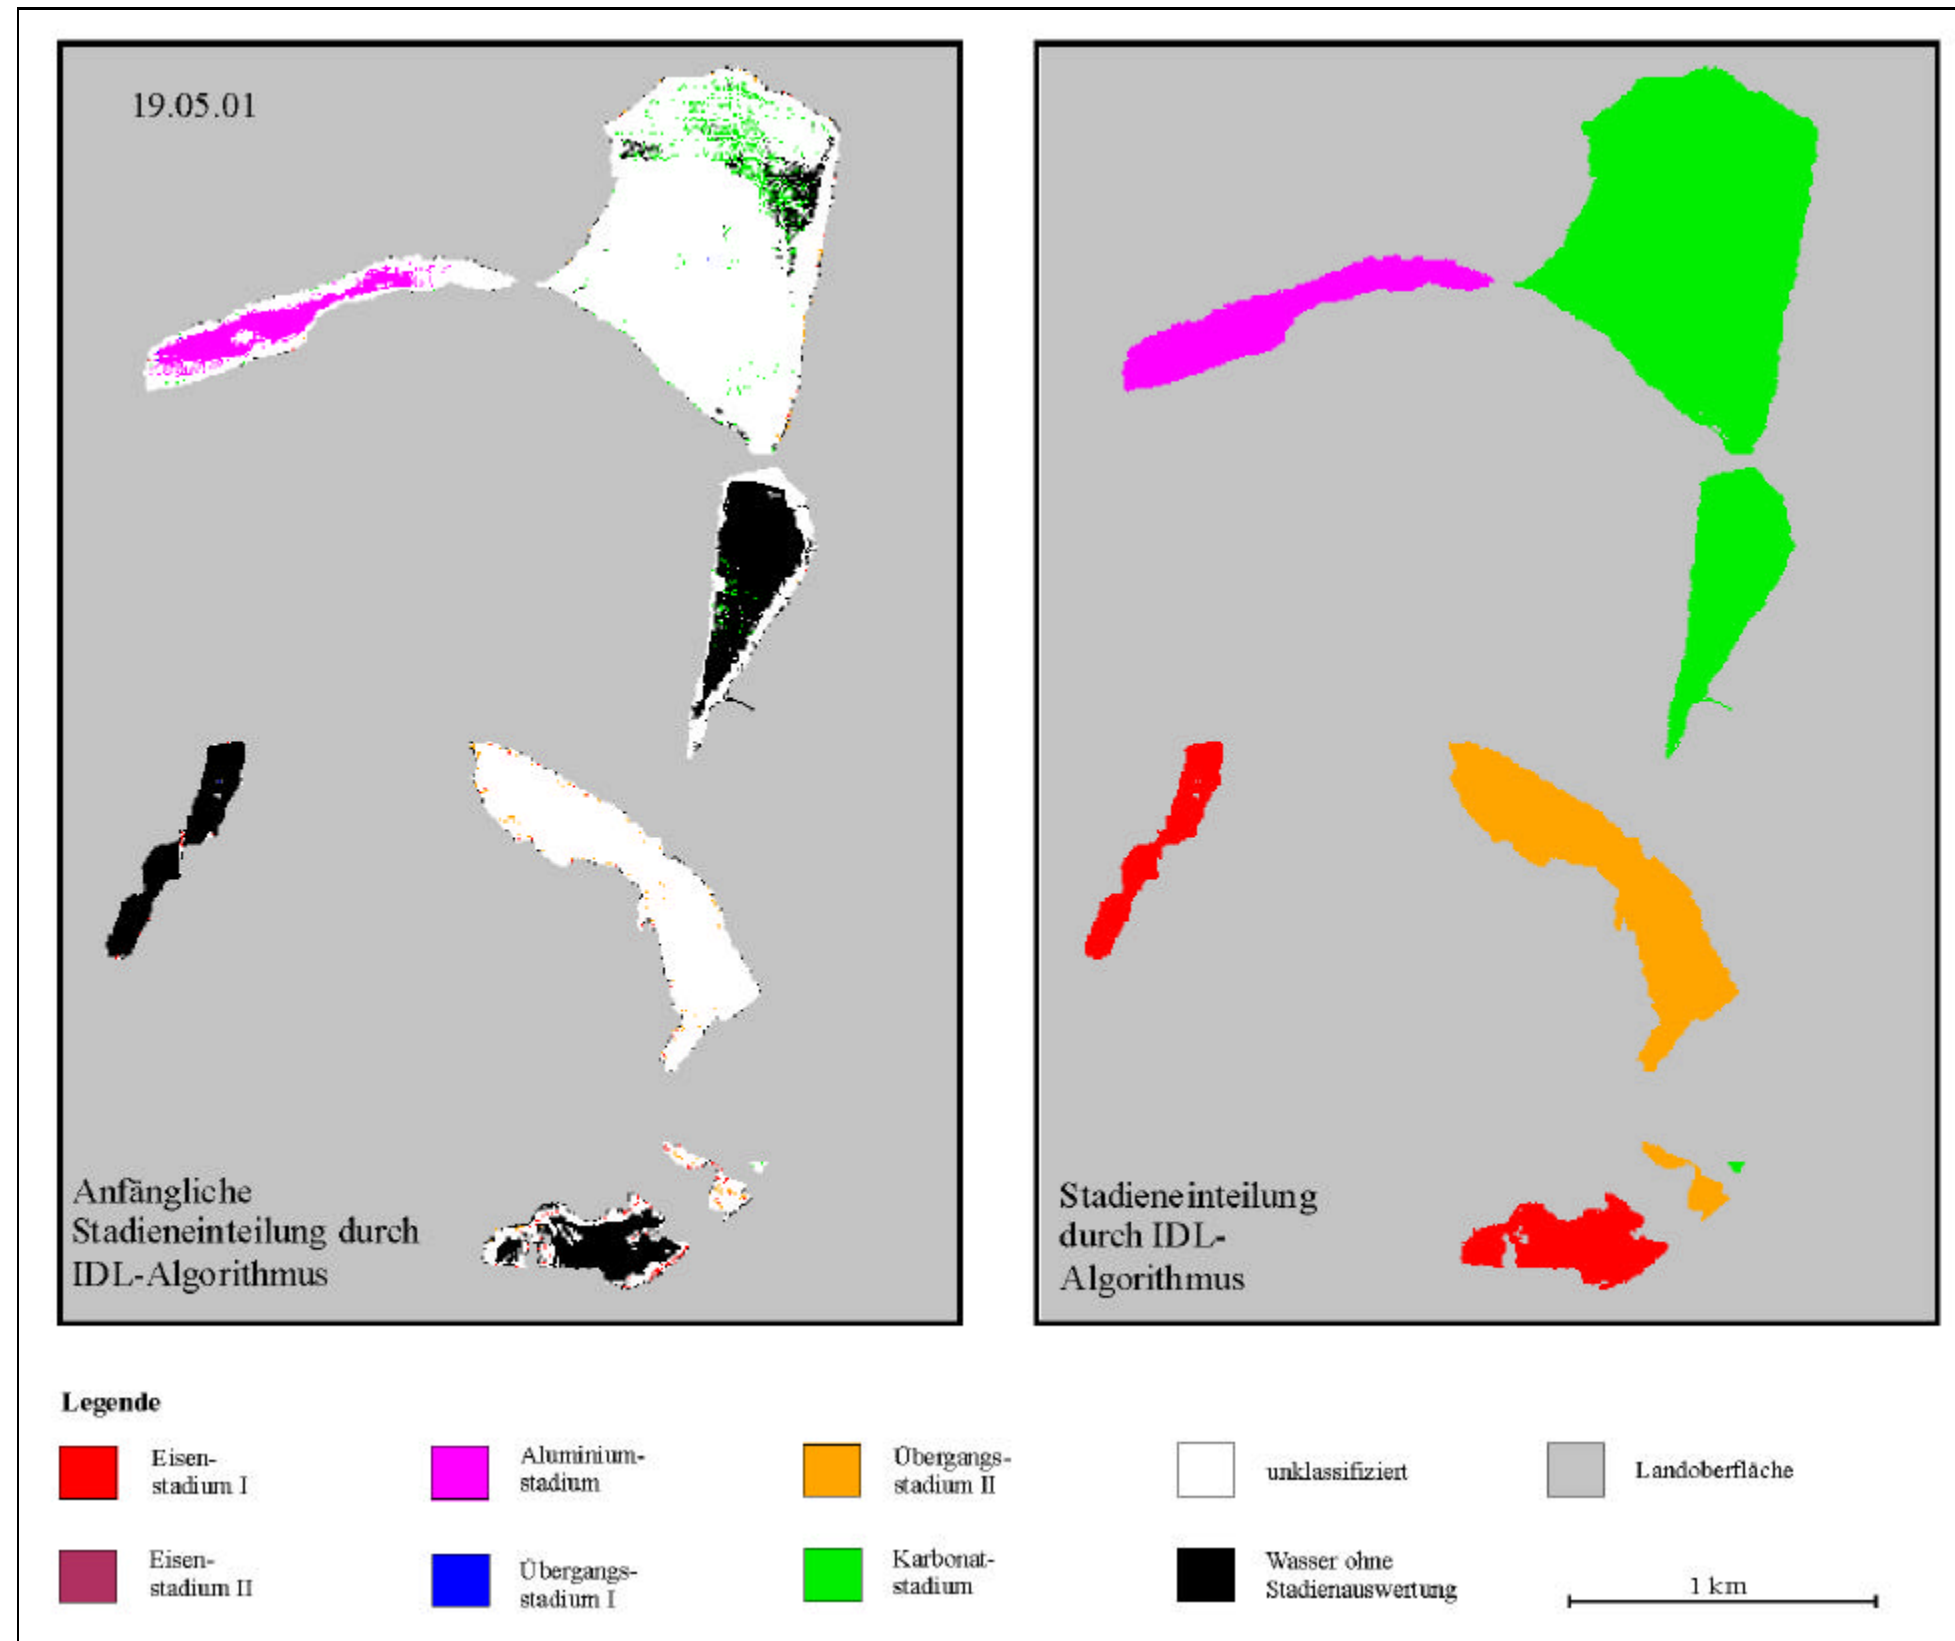 19.05.01
Anfängliche
Stadieneinteilung durch
IDL-Algorithmus
Stadieneinteilung
durch IDL-
Algorithmus
Legende
Eisen-
stadium I
Aluminium-
stadium
Übergangs-
stadium II
unklassifiziert
Landoberfläche
Eisen-
stadium II
Übergangs-
stadium I
Karbonat-
stadium
Wasser ohne
Stadienauswertung
1 km